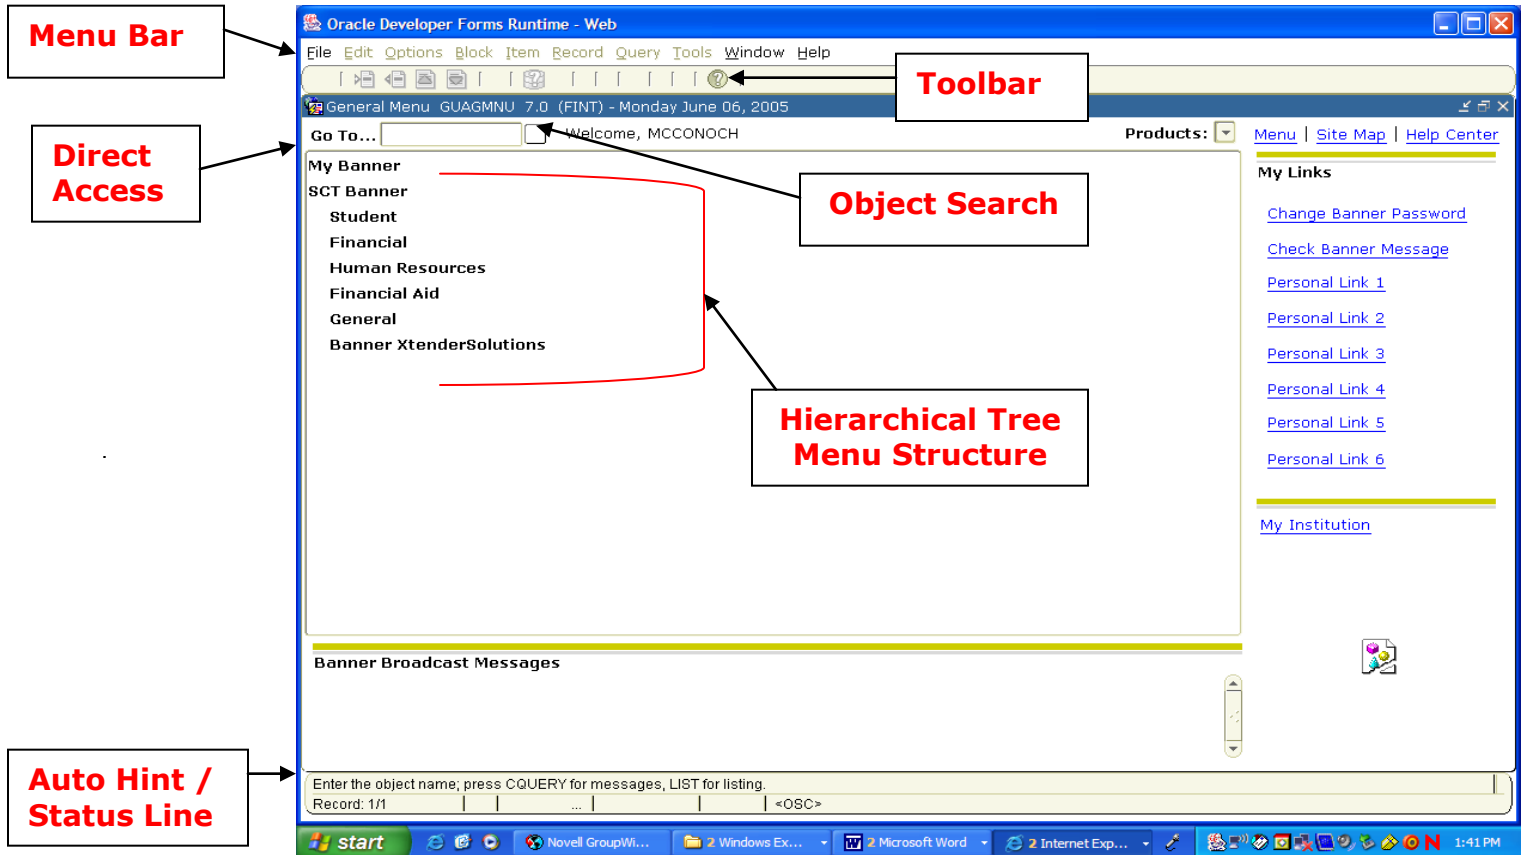 Menu Bar
Oracle Developer Forms Runtime - Web
File Edit Options Block Item Record Query Tools Window Help
Toolbar
General Menu GUAGMNU 7.0 (FINT) - Monday June 06, 2005
Go To... Welcome, MCCONOCH Products: Menu | Site Map | Help Center
Direct
Access
My Banner
SCT Banner
Student
Financial
Human Resources
Financial Aid
General
Banner XtenderSolutions
Object Search
Hierarchical Tree
Menu Structure
My Links
Change Banner Password
Check Banner Message
Personal Link 1
Personal Link 2
Personal Link 3
Personal Link 4
Personal Link 5
Personal Link 6
My Institution
Banner Broadcast Messages
Auto Hint /
Status Line
Enter the object name; press CQUERY for messages, LIST for listing.
Record: 1/1 ... <OSC>
start Novell GroupWi... 2 Windows Ex... 2 Microsoft Word 2 Internet Exp... 1:41 PM